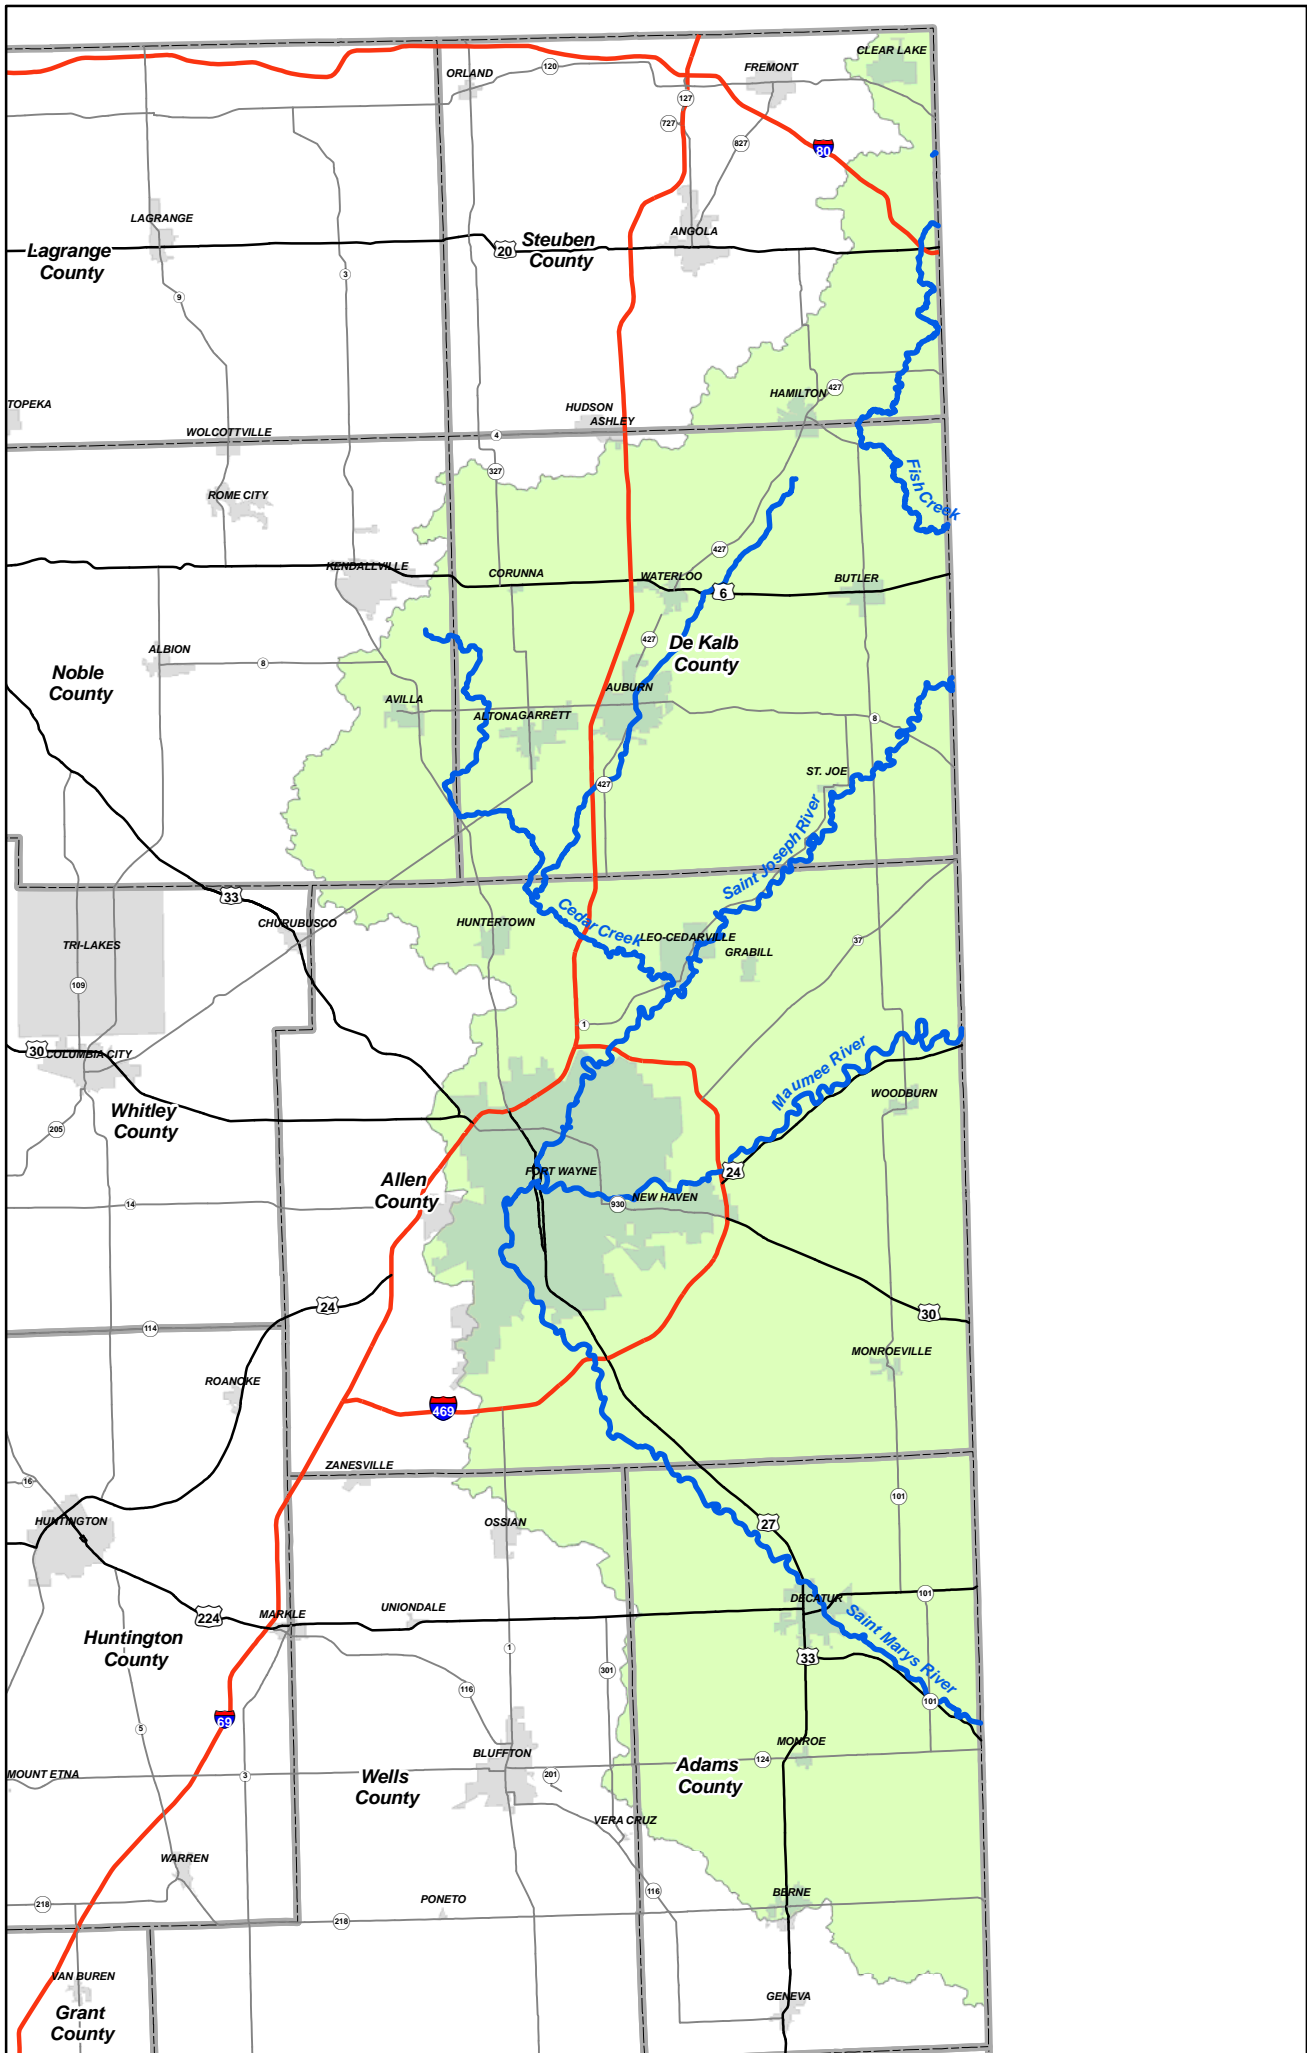 CLEAR LAKE
FREMONT
ORLAND
120
127
727
827
80
LAGRANGE
ANGOLA
Steuben
County
20
Lagrange
County
3
9
427
HAMILTON
TOPEKA
HUDSON
ASHLEY
WOLCOTTVILLE
4
327
Fish Creek
ROME CITY
427
KENDALLVILLE
CORUNNA
WATERLOO
BUTLER
6
427
De Kalb
County
ALBION
8
Noble
County
AUBURN
AVILLA
ALTONA
GARRETT
8
ST. JOE
427
Saint Joseph River
33
Cedar Creek
CHURUBUSCO
HUNTERTOWN
LEO-CEDARVILLE
GRABILL
37
TRI-LAKES
109
1
30
COLUMBIA CITY
Maumee River
WOODBURN
Whitley
County
205
FORT WAYNE
24
Allen
County
NEW HAVEN
930
14
24
30
114
MONROEVILLE
ROANOKE
469
ZANESVILLE
16
101
HUNTINGTON
OSSIAN
27
DECATUR
101
224
MARKLE
UNIONDALE
Saint Marys River
Huntington
County
1
301
33
116
101
69
5
MONROE
124
BLUFFTON
Adams
County
MOUNT ETNA
3
Wells
County
201
VERA CRUZ
WARREN
116
BERNE
218
PONETO
218
VAN BUREN
GENEVA
Grant
County